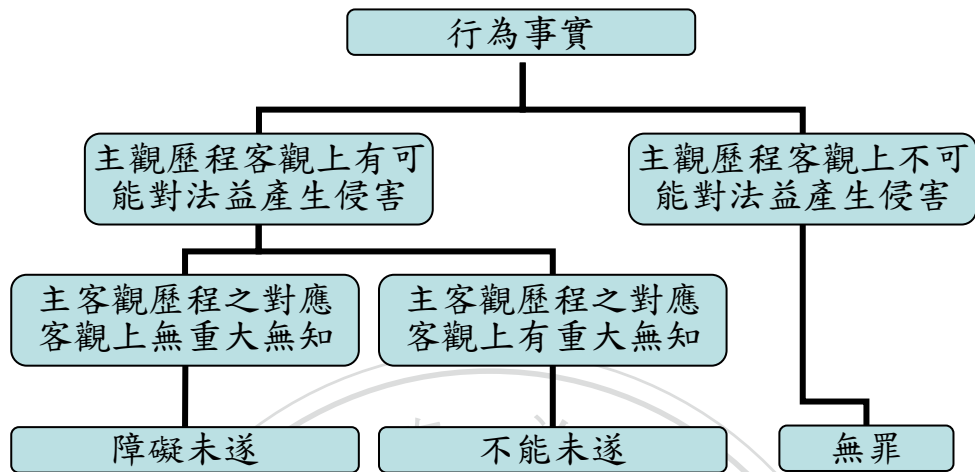 行為事實
主觀歷程客觀上有可
能對法益產生侵害
主觀歷程客觀上不可
能對法益產生侵害
主客觀歷程之對應
客觀上無重大無知
主客觀歷程之對應
客觀上有重大無知
障礙未遂
不能未遂
無罪